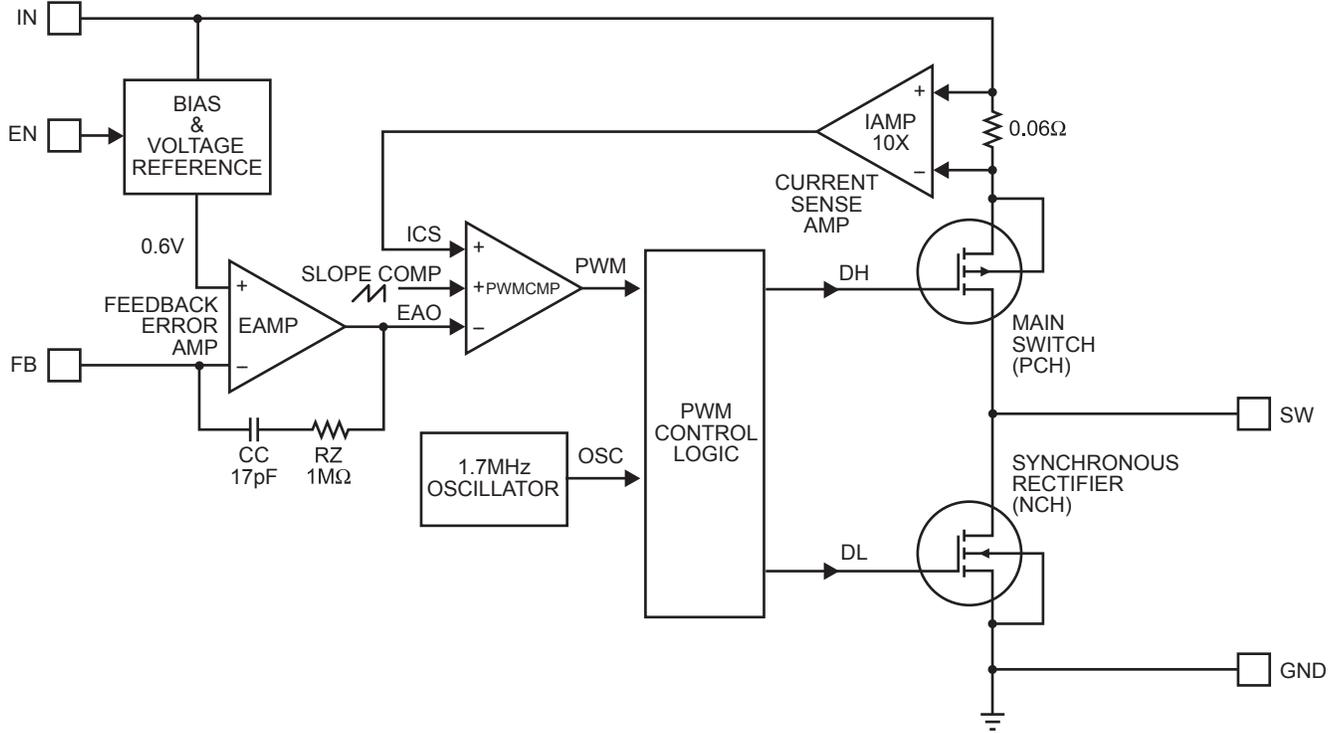 IN
EN
BIAS
&
VOLTAGE
REFERENCE
0.6V
FEEDBACK
ERROR
AMP
+
EAMP
−
FB
CC
17pF
RZ
1MΩ
ICS
SLOPE COMP
EAO
+
+PWMCMP
−
PWM
1.7MHz
OSCILLATOR
OSC
PWM
CONTROL
LOGIC
+
IAMP
10X
−
CURRENT
SENSE
AMP
0.06Ω
DH
MAIN
SWITCH
(PCH)
SW
SYNCHRONOUS
RECTIFIER
(NCH)
DL
GND